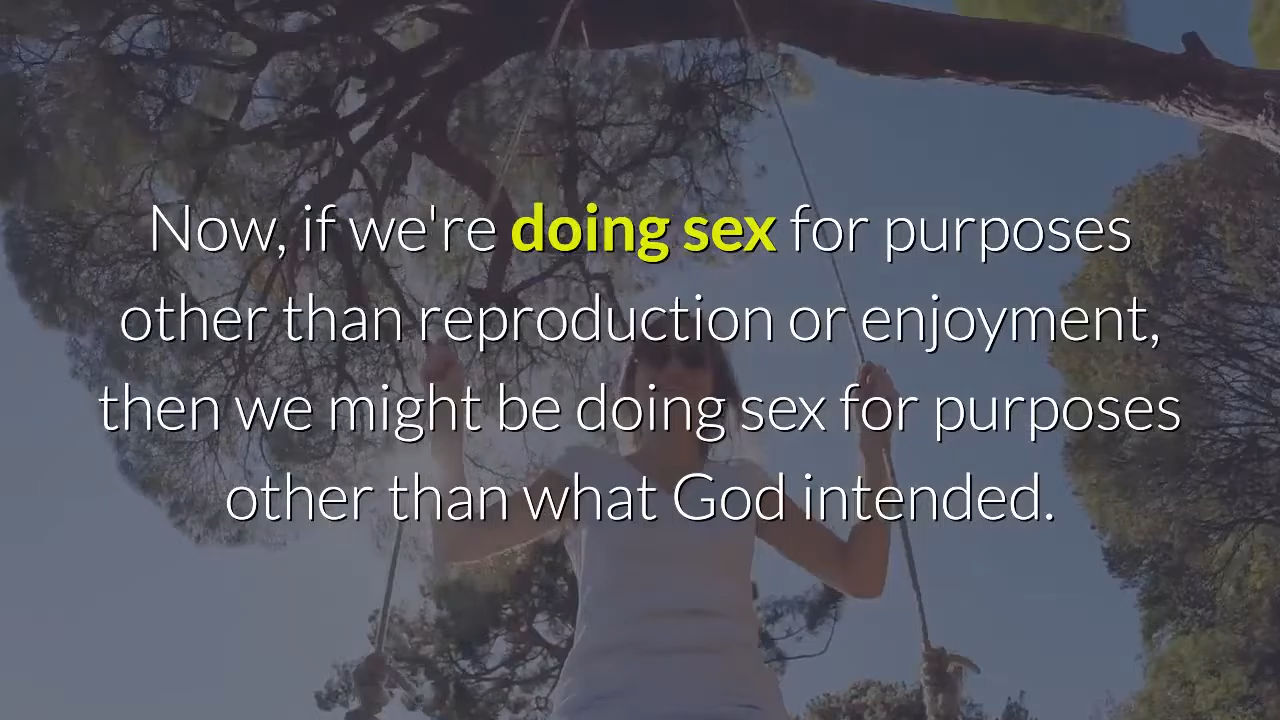 Now, if we're doing sex for purposes
other than reproduction or enjoyment,
then we might be doing sex for purposes
other than what God intended.